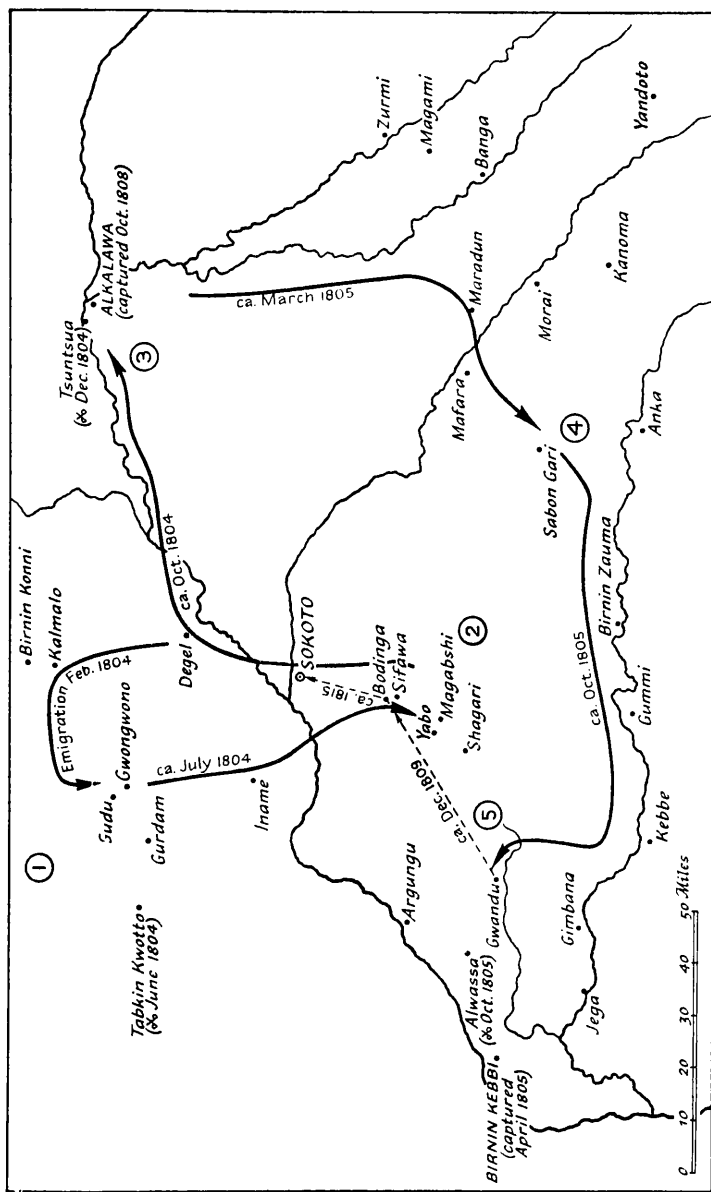 ①
Birnin Konni
Kalmalo
Emigration Feb. 1804
Gudu
Gwongwono
Gurdam
Tabkin Kwotto
(⚔ June 1804)
Tsuntsua
(⚔ Dec. 1804)
ALKALAWA
(captured Oct. 1808)
③
ca. Oct. 1804
Degel
ca. July 1804
Iname
ca. March 1805
SOKOTO
ca. 1815
Bodinga
Sifawa
Yabo
Magabshi
Shagari
②
Zurmi
Magami
Banga
Argungu
ca. Dec. 1809
⑤
Gwandu
Alwassa
(⚔ Oct. 1805)
BIRNIN KEBBI
(captured
April 1805)
Mafara
Maradun
Morai
Kanoma
Yandoto
Sabon Gari
④
ca. Oct. 1805
Gimbana
Jega
Birnin Zauma
Anka
Gummi
Kebbe
0 10 20 30 40 50 Miles